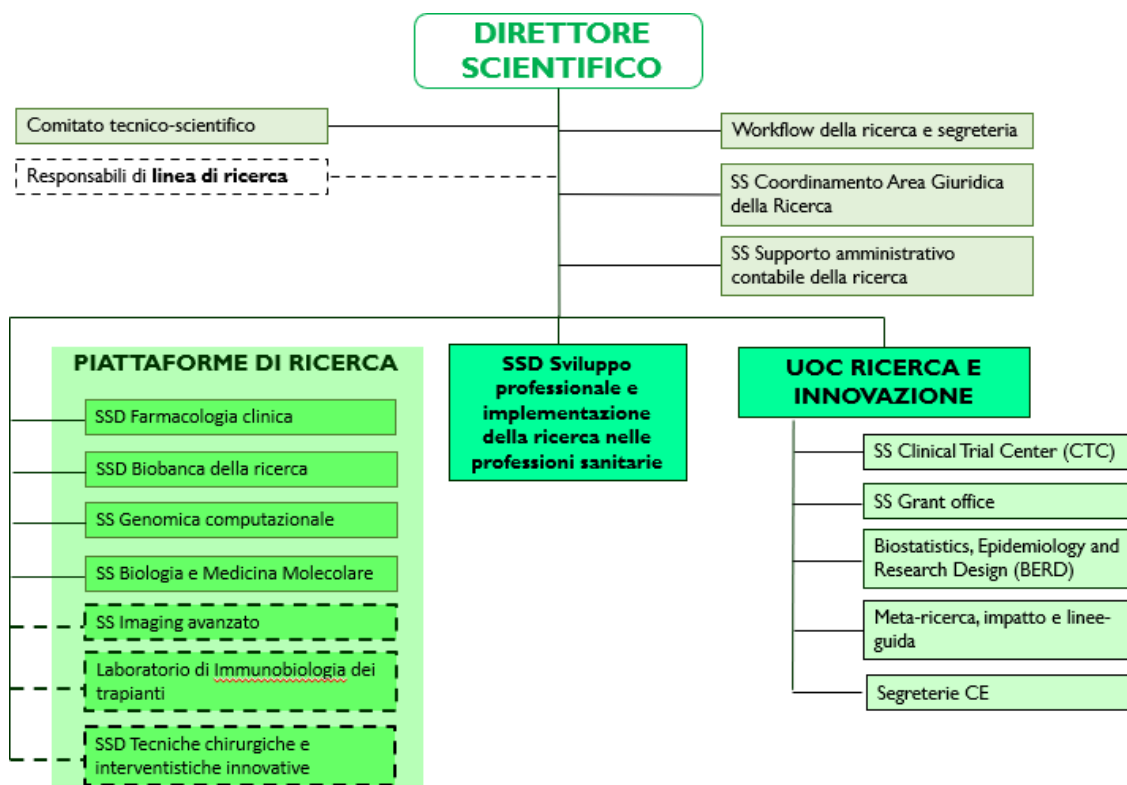 DIRETTORE
SCIENTIFICO
Comitato tecnico-scientifico
Workflow della ricerca e segreteria
Responsabili di linea di ricerca
SS Coordinamento Area Giuridica
della Ricerca
SS Supporto amministrativo
contabile della ricerca
PIATTAFORME DI RICERCA
SSD Farmacologia clinica
SSD Biobanca della ricerca
SS Genomica computazionale
SS Biologia e Medicina Molecolare
SS Imaging avanzato
Laboratorio di Immunobiologia dei
trapianti
SSD Tecniche chirurgiche e
interventistiche innovative
SSD Sviluppo
professionale e
implementazione
della ricerca nelle
professioni sanitarie
UOC RICERCA E
INNOVAZIONE
SS Clinical Trial Center (CTC)
SS Grant office
Biostatistics, Epidemiology and
Research Design (BERD)
Meta-ricerca, impatto e linee-
guida
Segreterie CE